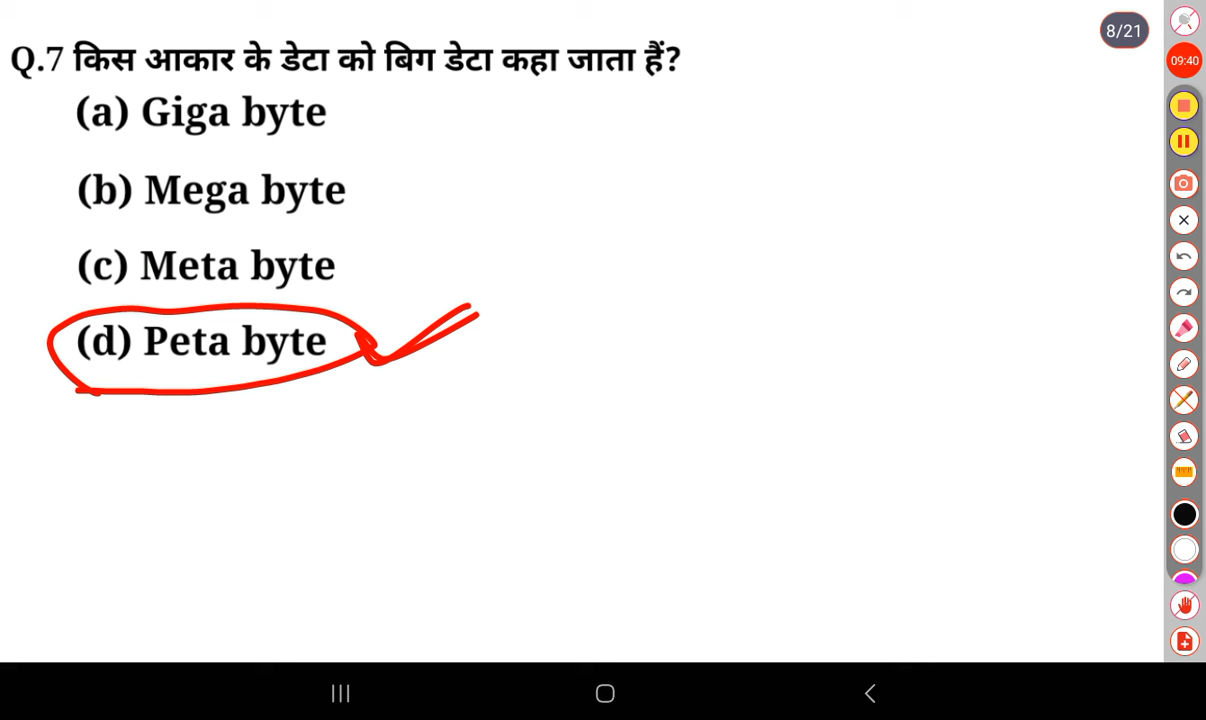 8/21
09:40
Q.7 किस आकार के डेटा को बिग डेटा कहा जाता हैं?
(a) Giga byte
(b) Mega byte
(c) Meta byte
(d) Peta byte